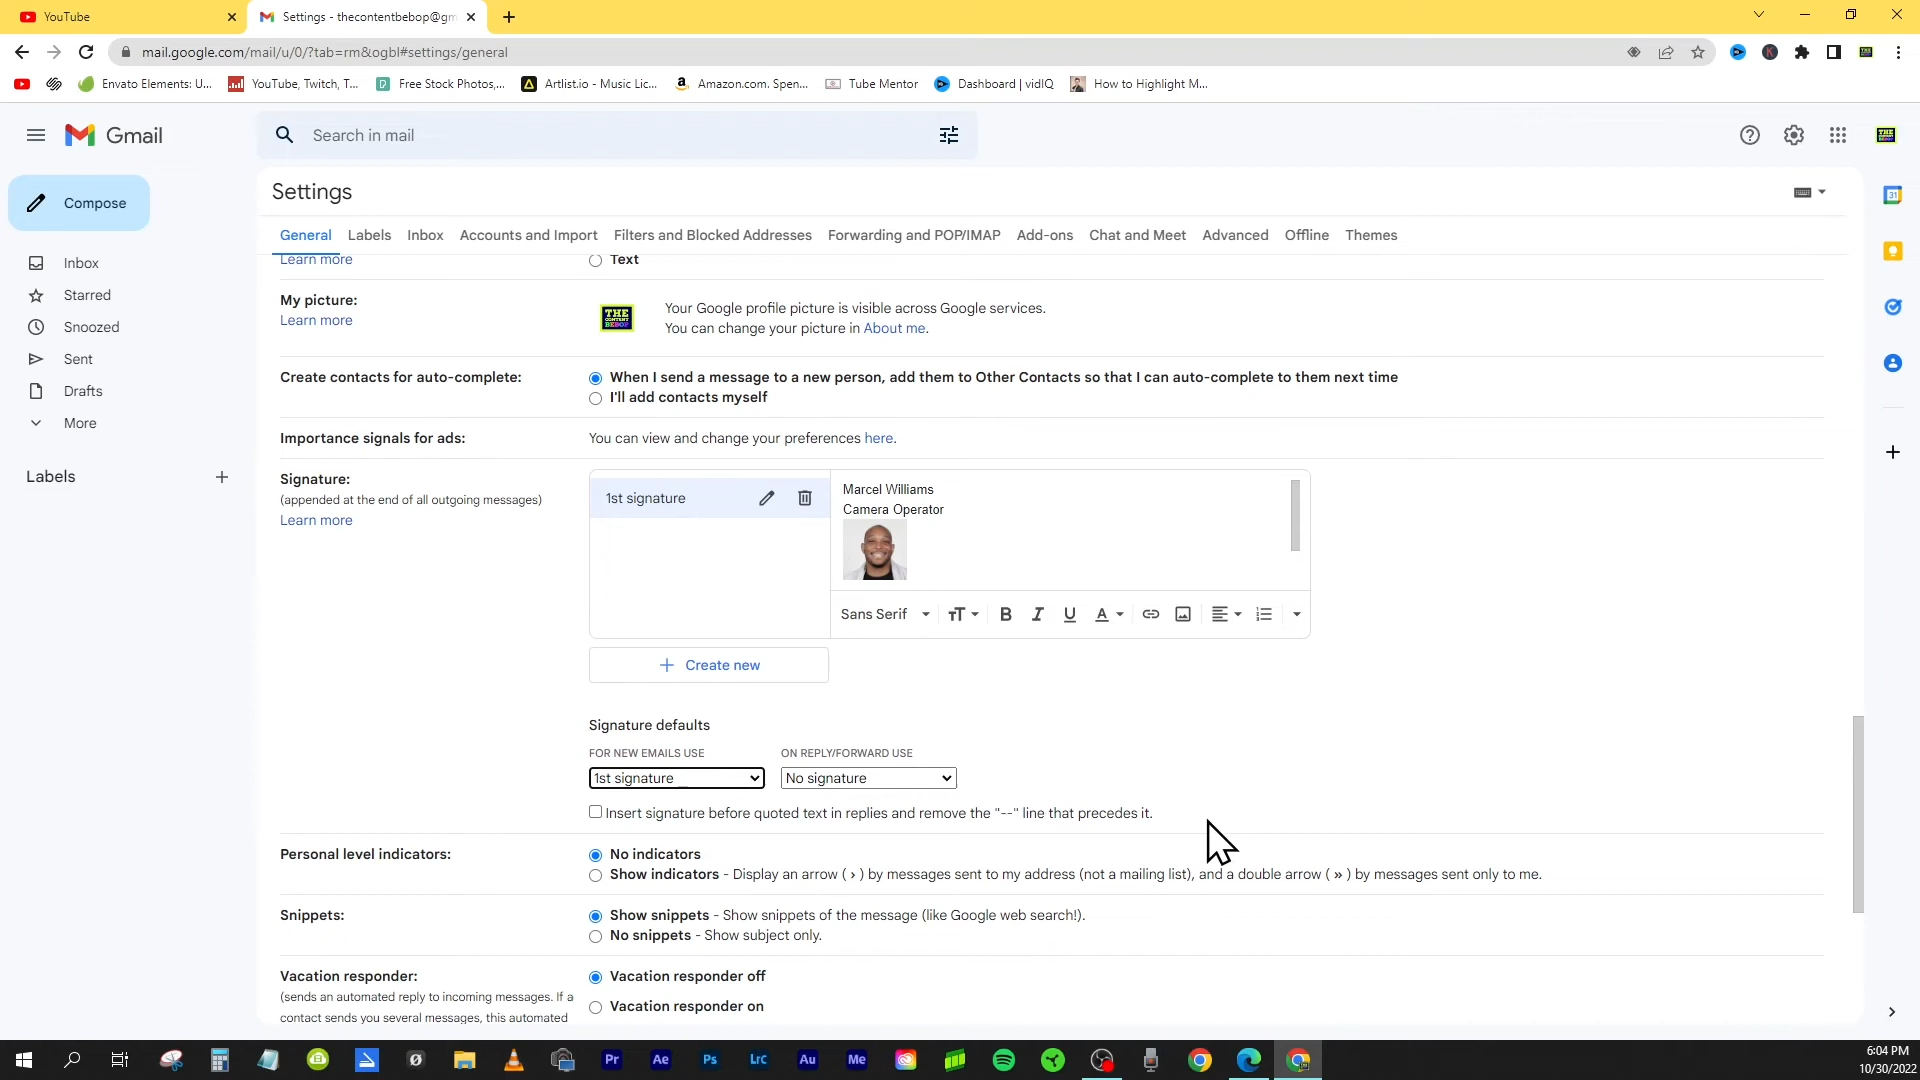 YouTube
Settings - thecontentbebop@gm
mail.google.com/mail/u/0/?tab=rm&ogbl#settings/general
Envato Elements: U...
YouTube, Twitch, T...
Free Stock Photos,...
Artlist.io - Music Lic...
Amazon.com. Spen...
Tube Mentor
Dashboard | vidIQ
How to Highlight M...
Gmail
Search in mail
Compose
Settings
General
Labels
Inbox
Accounts and Import
Filters and Blocked Addresses
Forwarding and POP/IMAP
Add-ons
Chat and Meet
Advanced
Offline
Themes
Inbox
Starred
Snoozed
Sent
Drafts
More
Labels
Learn more
Text
My picture:
Learn more
THE CONTENT BEBOP
Your Google profile picture is visible across Google services.
You can change your picture in About me.
Create contacts for auto-complete:
When I send a message to a new person, add them to Other Contacts so that I can auto-complete to them next time
I'll add contacts myself
Importance signals for ads:
You can view and change your preferences here.
Signature:
(appended at the end of all outgoing messages)
Learn more
1st signature
Marcel Williams
Camera Operator
Sans Serif
Create new
Signature defaults
FOR NEW EMAILS USE
ON REPLY/FORWARD USE
1st signature
No signature
Insert signature before quoted text in replies and remove the "--" line that precedes it.
Personal level indicators:
No indicators
Show indicators - Display an arrow ( › ) by messages sent to my address (not a mailing list), and a double arrow ( » ) by messages sent only to me.
Snippets:
Show snippets - Show snippets of the message (like Google web search!).
No snippets - Show subject only.
Vacation responder:
(sends an automated reply to incoming messages. If a
contact sends you several messages, this automated
Vacation responder off
Vacation responder on
31
Pr
Ae
Ps
Lrc
Au
Me
6:04 PM
10/30/2022